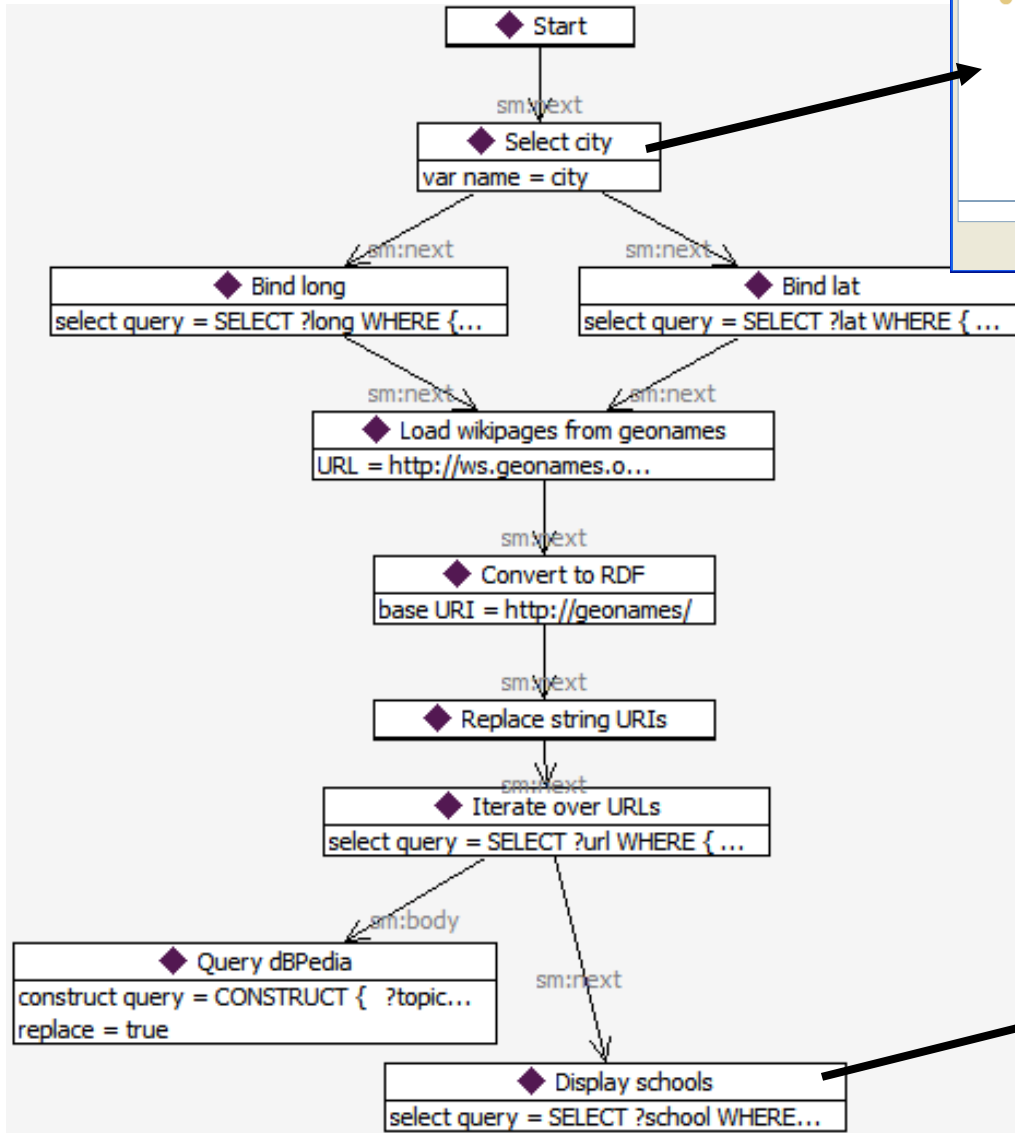 Start
sm:next
Select city
var name = city
sm:next
sm:next
Bind long
select query = SELECT ?long WHERE {...
Bind lat
select query = SELECT ?lat WHERE { ...
sm:next
sm:next
Load wikipages from geonames
URL = http://ws.geonames.o...
sm:next
Convert to RDF
base URI = http://geonames/
sm:next
Replace string URIs
sm:next
Iterate over URLs
select query = SELECT ?url WHERE { ...
sm:body
Query dBPedia
construct query = CONSTRUCT {   ?topic...
replace = true
sm:next
Display schools
select query = SELECT ?school WHERE...